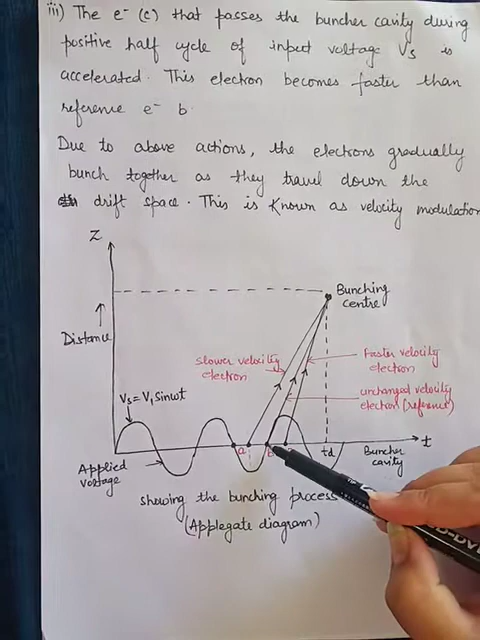 iii) The e⁻ (c) that passes the buncher cavity during
positive half cycle of input voltage Vs is
accelerated. This electron becomes faster than
reference e⁻ b.
Due to above actions, the electrons gradually
bunch together as they travel down the
drift space. This is known as velocity modulation
Z
Bunching
centre
Distance
slower velocity
electron
Faster velocity
electron
unchanged velocity
electron (reference)
Vs = V₁ sinωt
a
b
td
t
Buncher
cavity
Applied
voltage
showing the bunching process
(Applegate diagram)